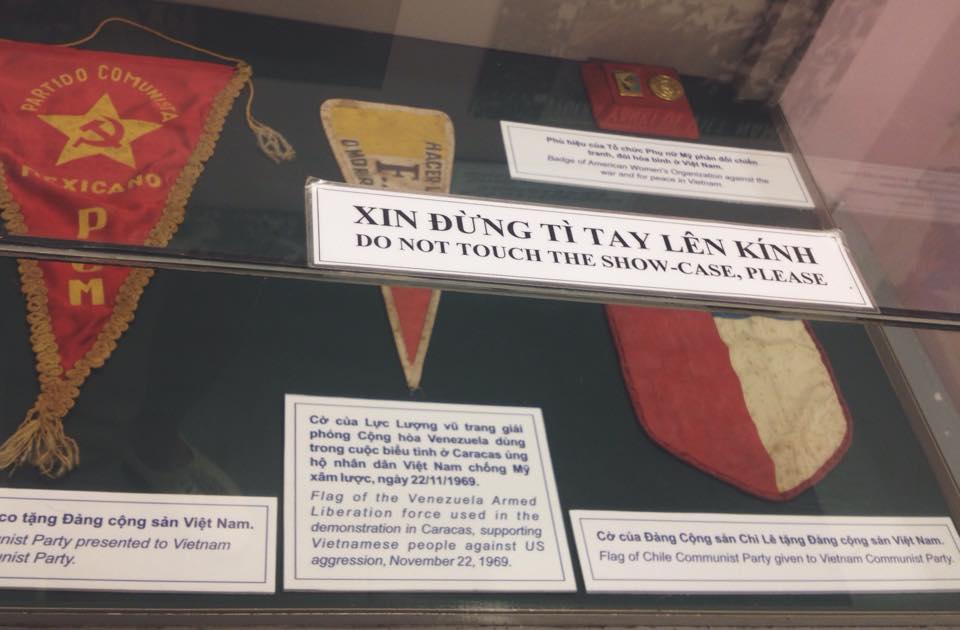 PARTIDO COMUNISTA
MEXICANO
P
M
HACER L
F.
Phù hiệu của Tổ chức Phụ nữ Mỹ phản đối chiến
tranh, đòi hòa bình ở Việt Nam.
Badge of American Women's Organization against the
war and for peace in Vietnam.
XIN ĐỪNG TÌ TAY LÊN KÍNH
DO NOT TOUCH THE SHOW-CASE, PLEASE
Cờ của Lực Lượng vũ trang giải
phóng Cộng hòa Venezuela dùng
trong cuộc biểu tình ở Caracas ủng
hộ nhân dân Việt Nam chống Mỹ
xâm lược, ngày 22/11/1969.
Flag of the Venezuela Armed
Liberation force used in the
demonstration in Caracas, supporting
Vietnamese people against US
aggression, November 22, 1969.
co tặng Đảng cộng sản Việt Nam.
nist Party presented to Vietnam
nist Party.
Cờ của Đảng Cộng sản Chi Lê tặng Đảng cộng sản Việt Nam.
Flag of Chile Communist Party given to Vietnam Communist Party.